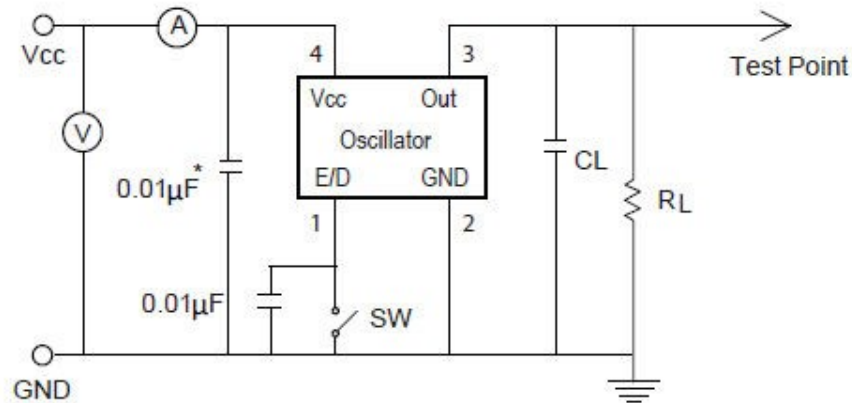 Vcc
A
4
3
Test Point
V
Vcc Out
Oscillator
E/D GND
0.01µF*
CL
RL
1
2
0.01µF
SW
GND